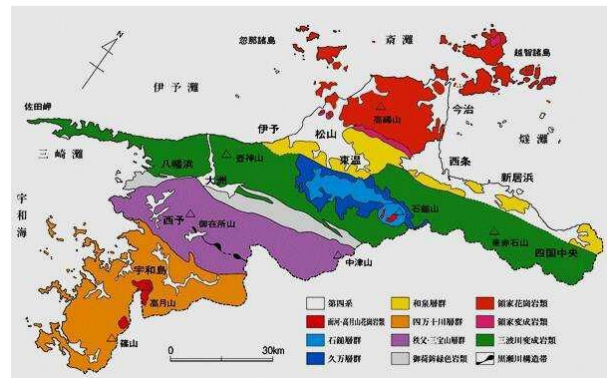 忽那諸島
斎灘
越智諸島
N
伊予灘
高縄山
今治
燧灘
佐田岬
伊予
松山
三崎灘
八幡浜
壺神山
東温
西条
新居浜
大洲
宇和海
西予
御在所山
石鎚山
東赤石山
四国中央
中津山
宇和島
高月山
篠山
0
30km
第四系
和泉層群
領家花崗岩類
面河・高月山花崗岩類
四万十川層群
領家変成岩類
石鎚層群
秩父・三宝山層群
三波川変成岩類
久万層群
御荷鉾緑色岩類
黒瀬川構造帯